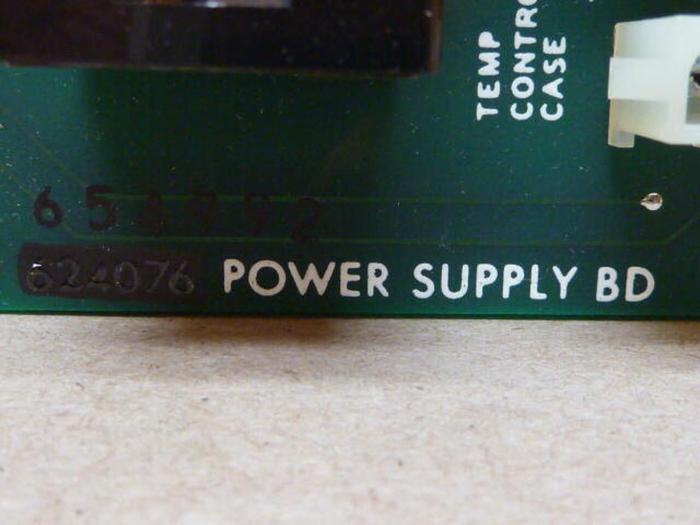 TEMP
CONTRO
CASE
654992
624076 POWER SUPPLY BD